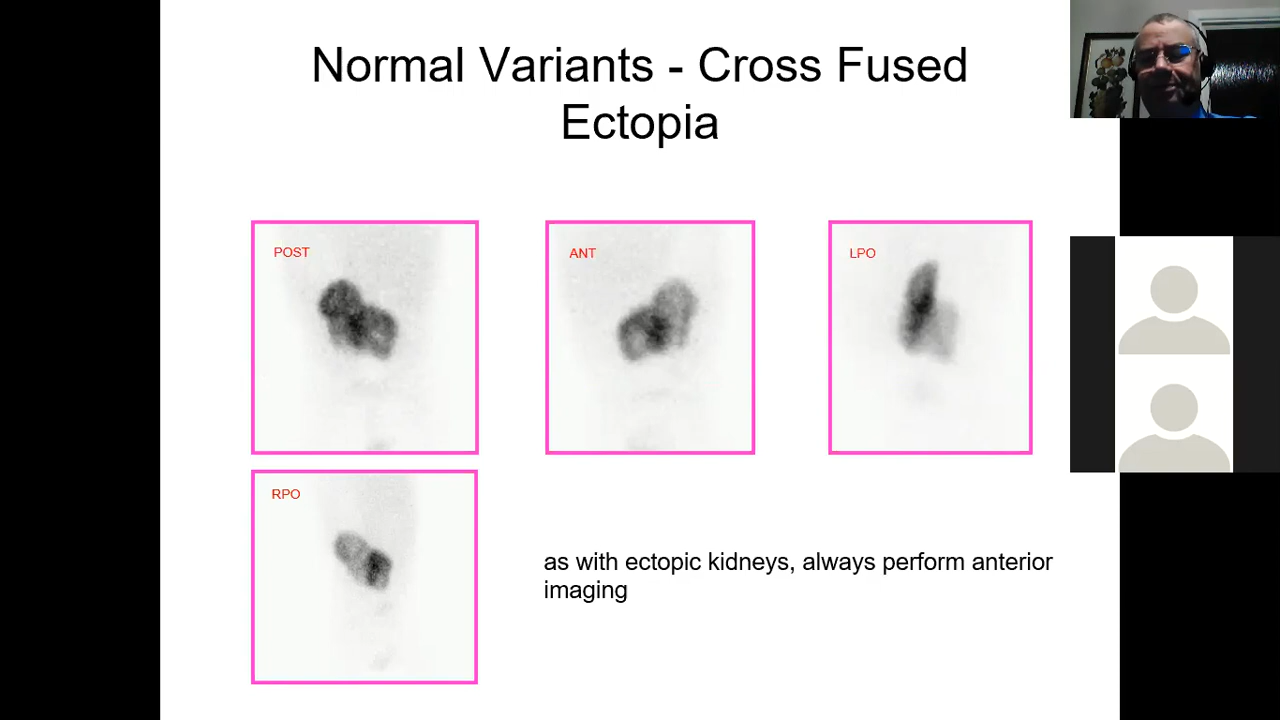 Normal Variants - Cross Fused
Ectopia
POST
ANT
LPO
RPO
as with ectopic kidneys, always perform anterior
imaging